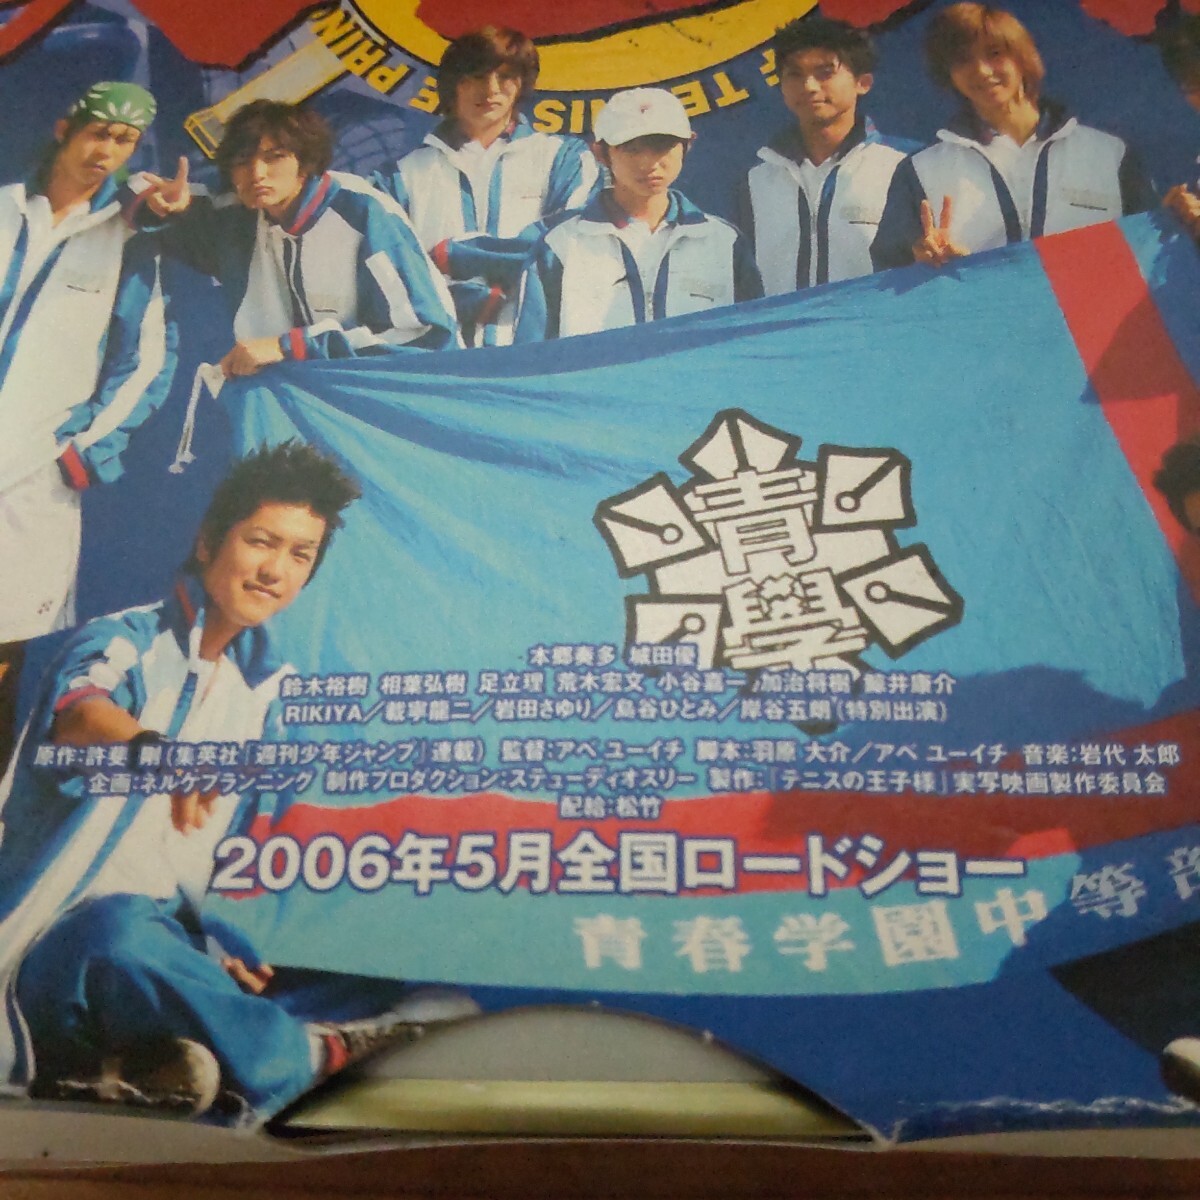 THE PRIN
OF TENNIS
青學
本郷奏多 城田優
鈴木裕樹 相葉弘樹 足立理 荒木宏文 小谷嘉一 加治将樹 鯨井康介
RIKIYA／載寧龍二／岩田さゆり／島谷ひとみ／岸谷五朗(特別出演)
原作:許斐 剛(集英社『週刊少年ジャンプ』連載) 監督:アベ ユーイチ 脚本:羽原 大介／アベ ユーイチ 音楽:岩代 太郎
企画:ネルケプランニング 制作プロダクション:ステューディオスリー 製作:『テニスの王子様』実写映画製作委員会
配給:松竹
2006年5月全国ロードショー
青春学園中等部